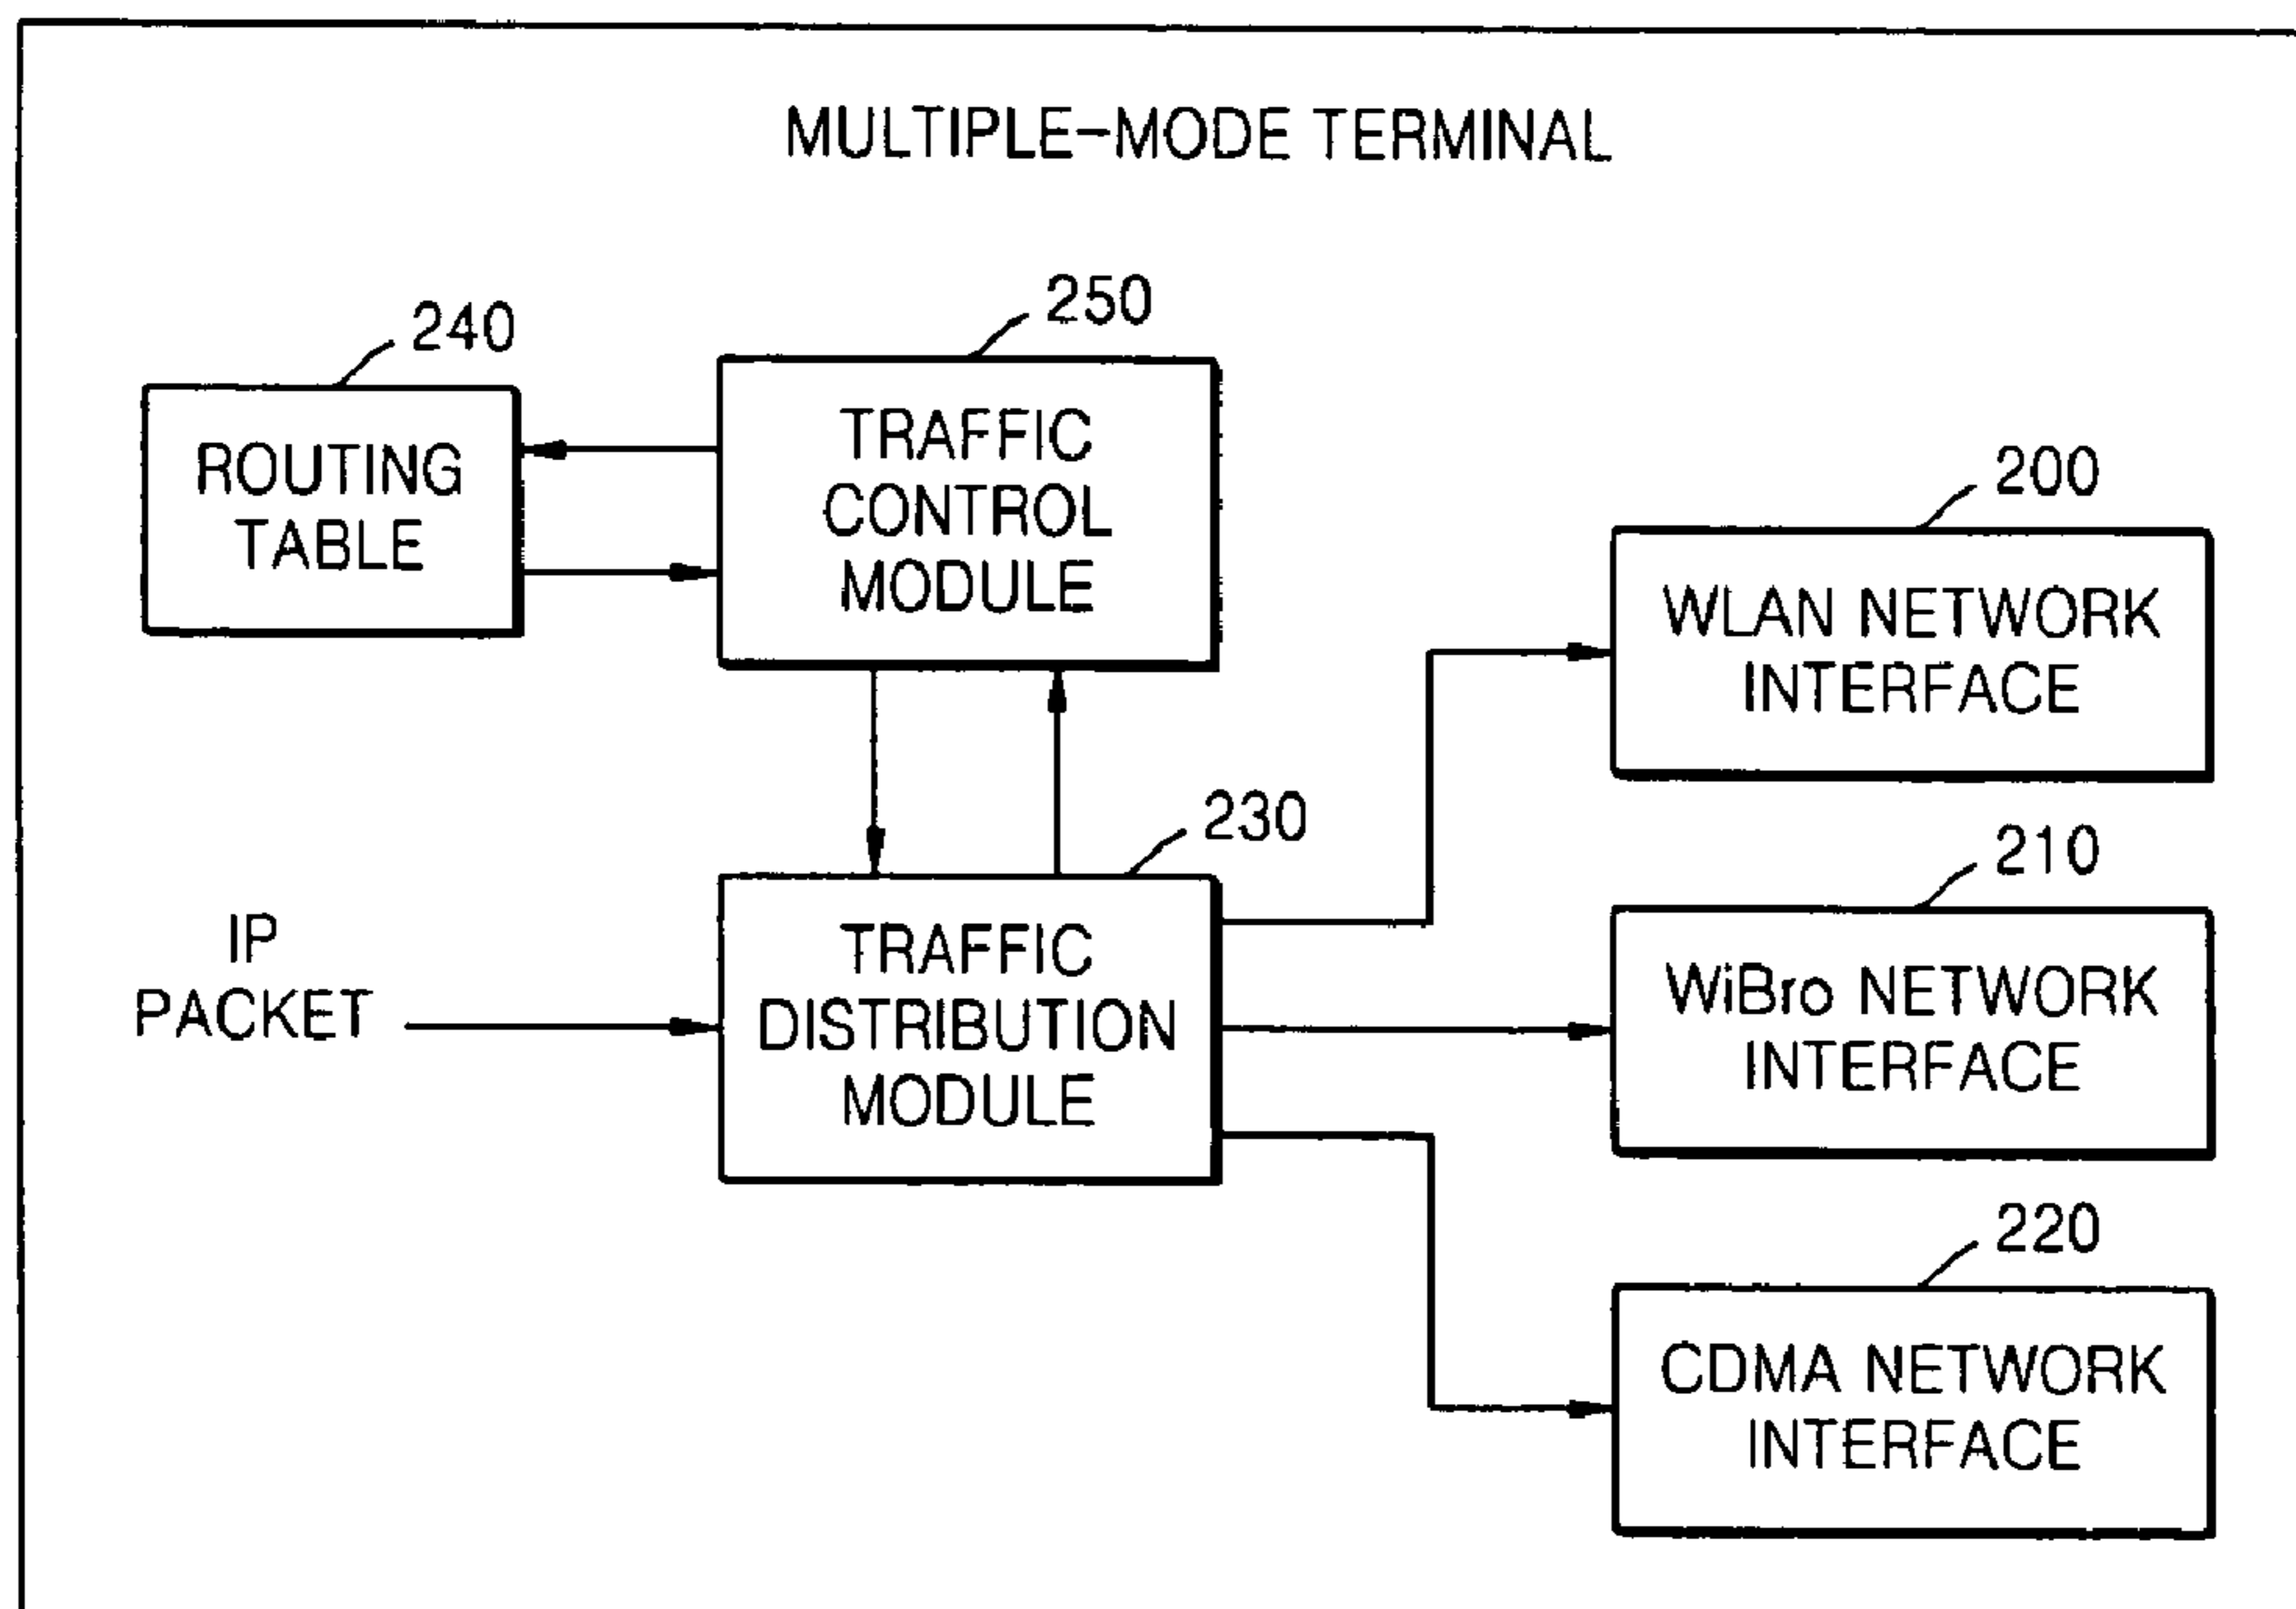 MULTIPLE-MODE TERMINAL
240
250
ROUTING
TABLE
TRAFFIC
CONTROL
MODULE
200
WLAN NETWORK
INTERFACE
230
IP
PACKET
TRAFFIC
DISTRIBUTION
MODULE
210
WiBro NETWORK
INTERFACE
220
CDMA NETWORK
INTERFACE